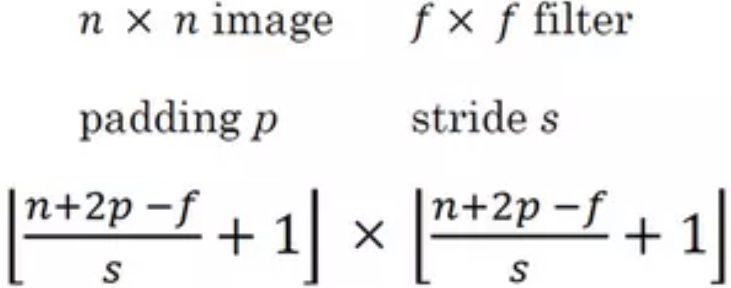 n × n image f × f filter
padding p stride s
⌊(n+2p −f)/s + 1⌋ × ⌊(n+2p −f)/s + 1⌋